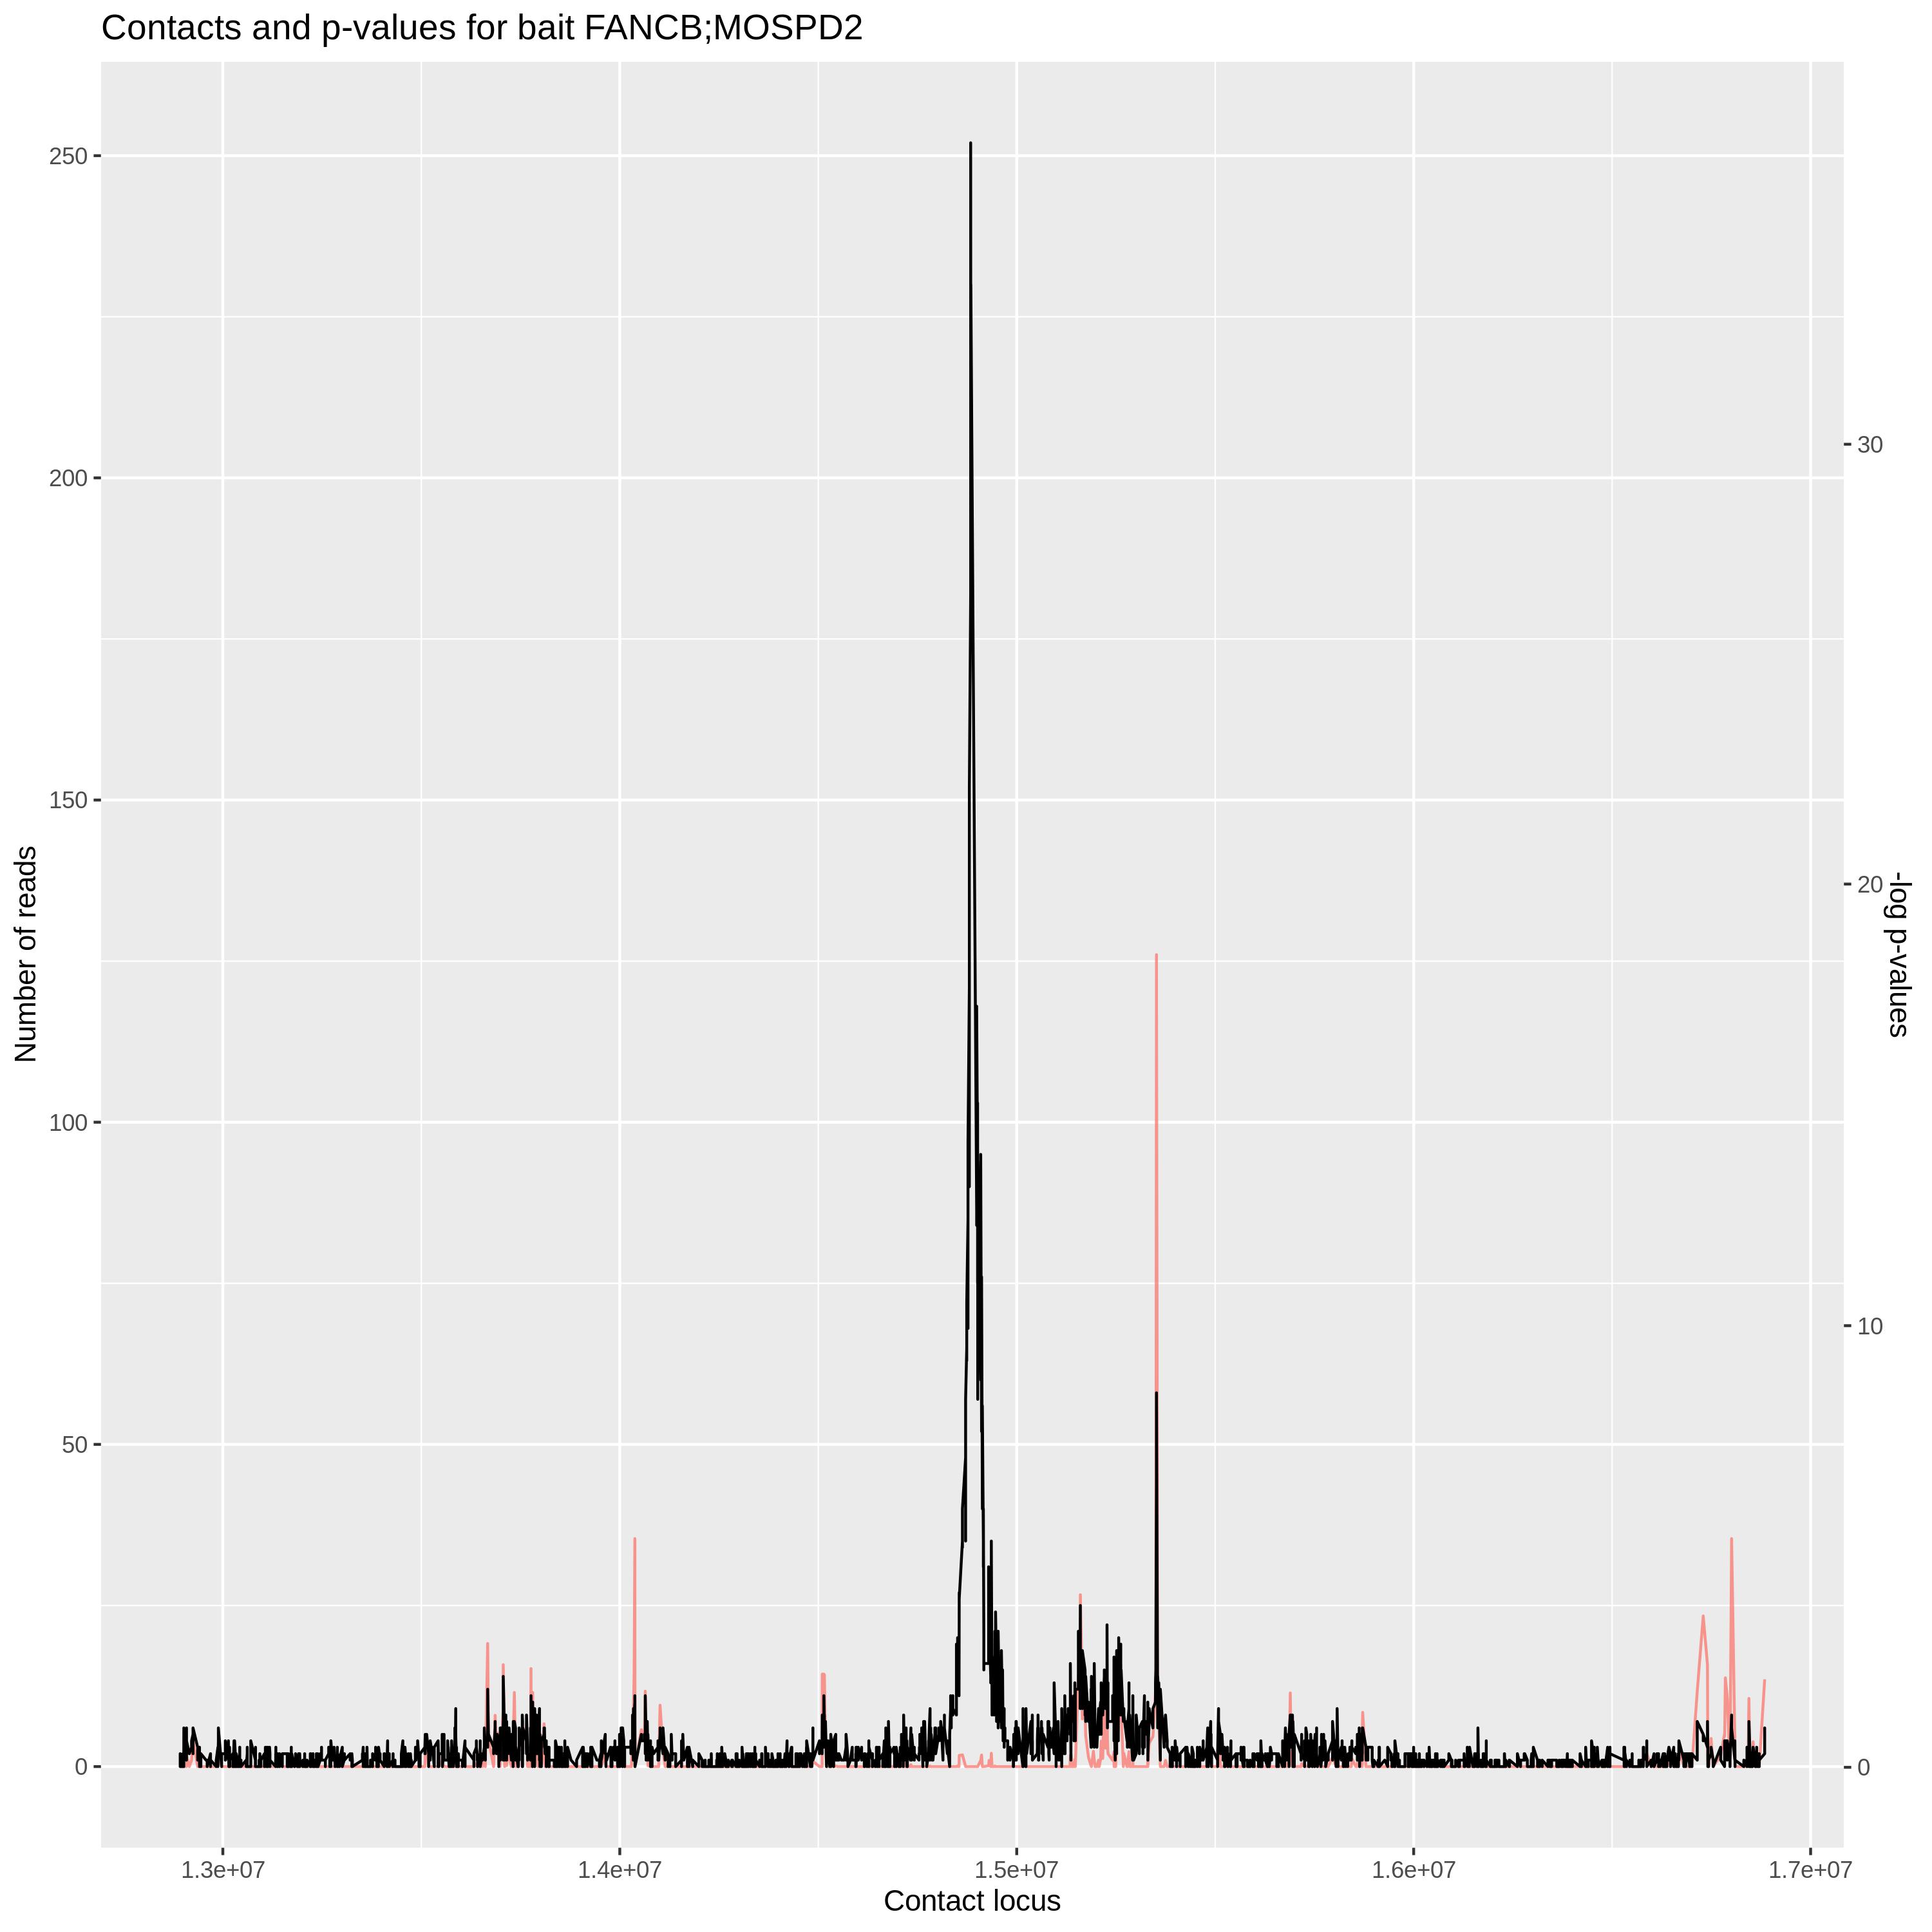 Contacts and p-values for bait FANCB;MOSPD2
Number of reads
250
200
150
100
50
0
30
20
10
0
-log p-values
1.3e+07
1.4e+07
1.5e+07
1.6e+07
1.7e+07
Contact locus